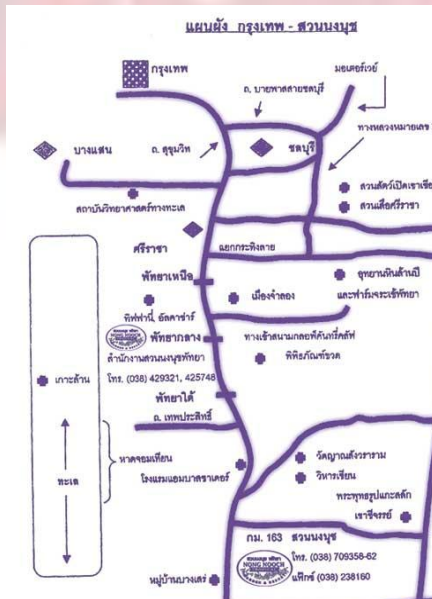 แผนผัง กรุงเทพ - สวนนงนุช
กรุงเทพ
มอเตอร์เวย์
ถ. บายพาสสายชลบุรี
ทางหลวงหมายเลข
บางแสน
ถ. สุขุมวิท
ชลบุรี
สวนสัตว์เปิดเขาเขีย
สวนเสือศรีราชา
สถาบันวิทยาศาสตร์ทางทะเล
ศรีราชา
แยกกระทิงลาย
พัทยาเหนือ
อุทยานหินล้านปี
และฟาร์มจระเข้พัทยา
เมืองจำลอง
ทิฟฟานี่, อัลคาซ่าร์
NONG NOOCH
พัทยากลาง
ทางเข้าสนามกอล์ฟคันทรี่คลับ
สำนักงานสวนนงนุชพัทยา
พิพิธภัณฑ์ขวด
เกาะล้าน
โทร. (038) 429321, 425748
พัทยาใต้
ถ. เทพประสิทธิ์
หาดจอมเทียน
วัดญาณสังวราราม
ทะเล
โรงแรมแอมบาสซาเดอร์
วิหารเซียน
พระพุทธรูปแกะสลัก
เขาชีจรรย์
กม. 163 สวนนงนุช
NONG NOOCH
โทร. (038) 709358-62
แฟ๊กซ์ (038) 238160
หมู่บ้านบางเสร่